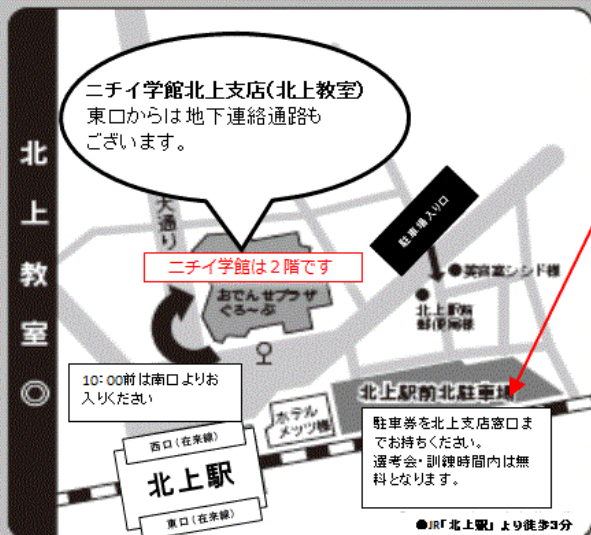 北上教室◎
ニチイ学館北上支店(北上教室)
東口からは地下連絡通路も
ございます。
大通り
ニチイ学館は2階です
おでんせプラザ
ぐろ～ぶ
駐車場入り口
●美容室シンド様
●
北上駅前
郵便局様
10:00前は南口よりお
入りください
北上駅前北駐車場
ホテル
メッツ様
駐車券を北上支店窓口ま
でお持ちください。
選考会・訓練時間内は無
料となります。
西口(在来線)
北上駅
東口(在来線)
●JR「北上駅」より徒歩3分